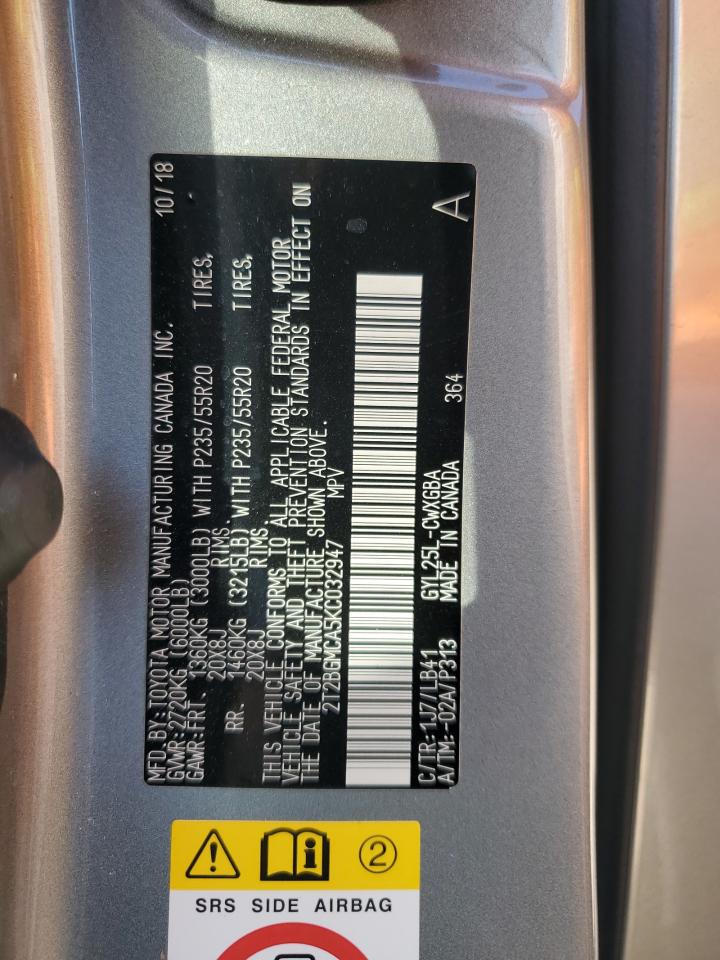 MFD.BY:TOYOTA MOTOR MANUFACTURING CANADA INC. 10/18
GVWR:2720KG (6000LB)
GAWR:FRT. 1360KG (3000LB) WITH P235/55R20 TIRES,
20X8J RIMS.
RR. 1460KG (3215LB) WITH P235/55R20 TIRES,
20X8J RIMS.
THIS VEHICLE CONFORMS TO ALL APPLICABLE FEDERAL MOTOR
VEHICLE SAFETY AND THEFT PREVENTION STANDARDS IN EFFECT ON
THE DATE OF MANUFACTURE SHOWN ABOVE.
2T2BGMCA5KC032947 MPV
C/TR:1J7/LB41 GYL25L-CWXGBA
A/TM:-02A/P313 MADE IN CANADA 364 A
2
SRS SIDE AIRBAG